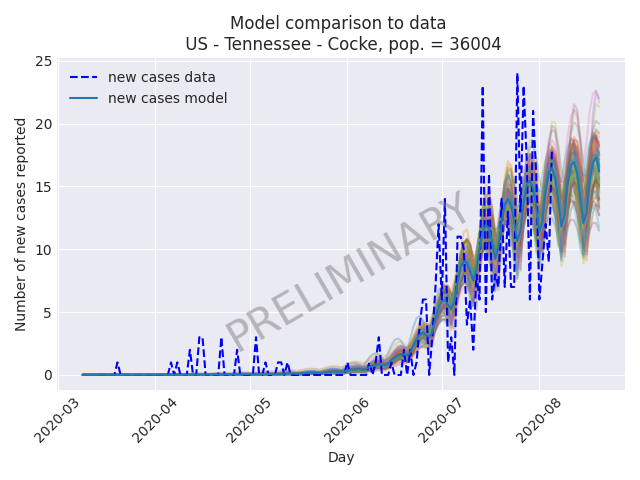 Model comparison to data
US - Tennessee - Cocke, pop. = 36004
new cases data
new cases model
Number of new cases reported
25
20
15
10
5
0
PRELIMINARY
2020-03
2020-04
2020-05
2020-06
2020-07
2020-08
Day